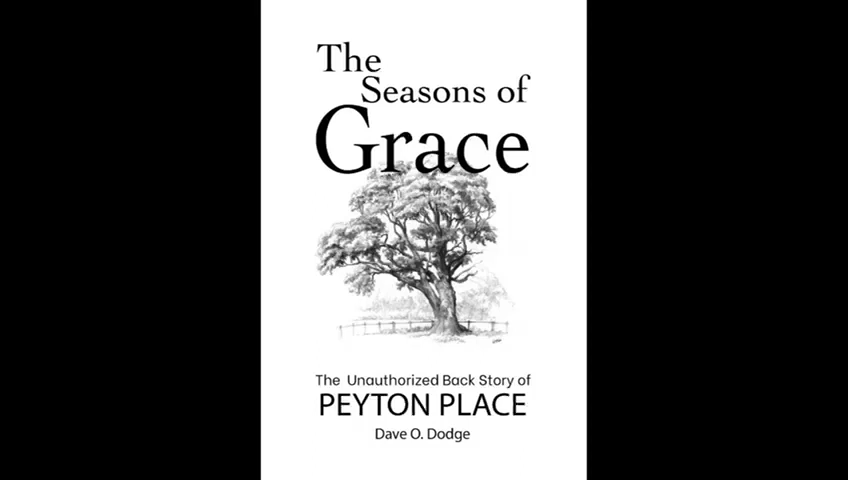 The
Seasons of
Grace
The Unauthorized Back Story of
PEYTON PLACE
Dave O. Dodge